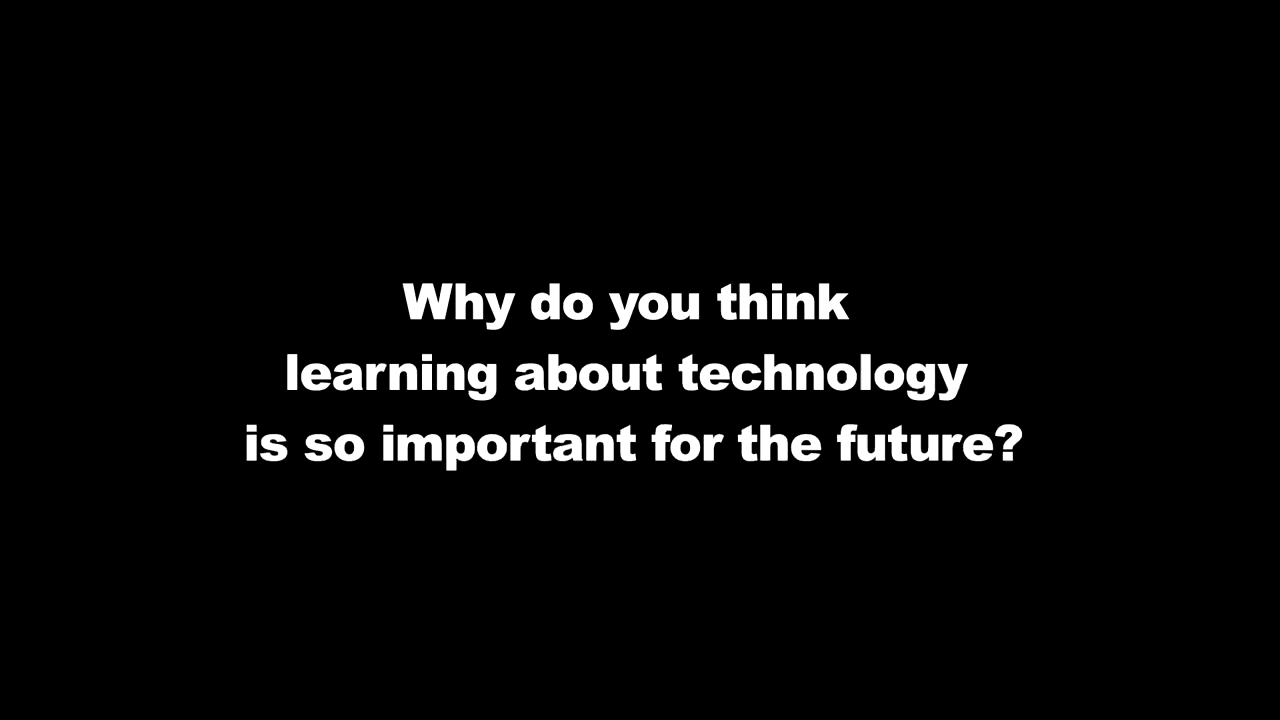 Why do you think
learning about technology
is so important for the future?